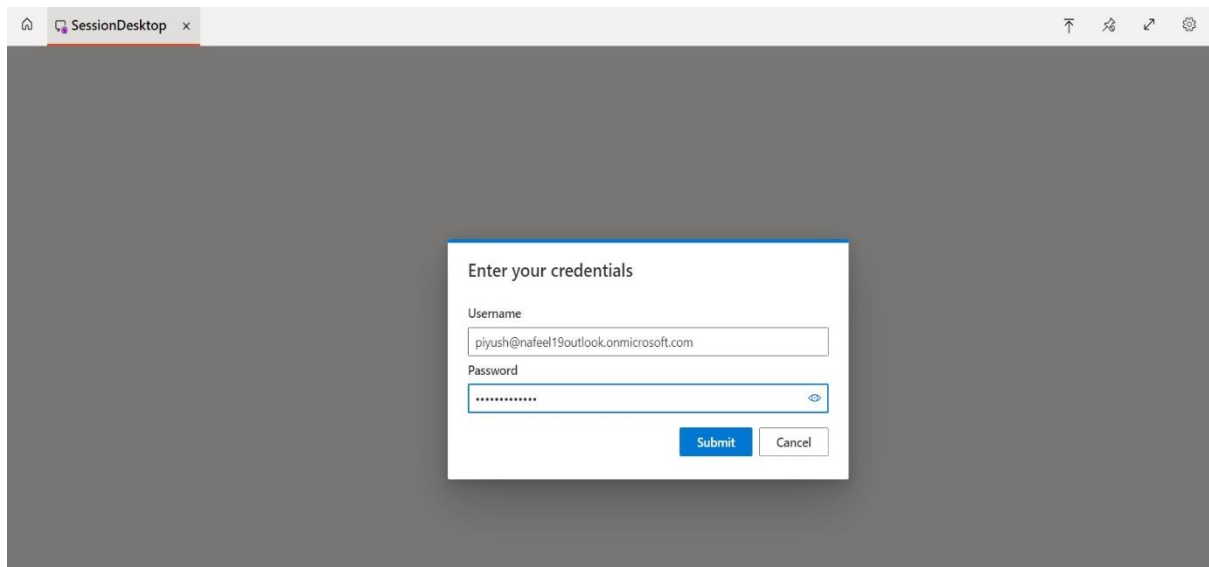 SessionDesktop
Enter your credentials
Username
piyush@nafeel19outlook.onmicrosoft.com
Password
•••••••••••••
Submit Cancel